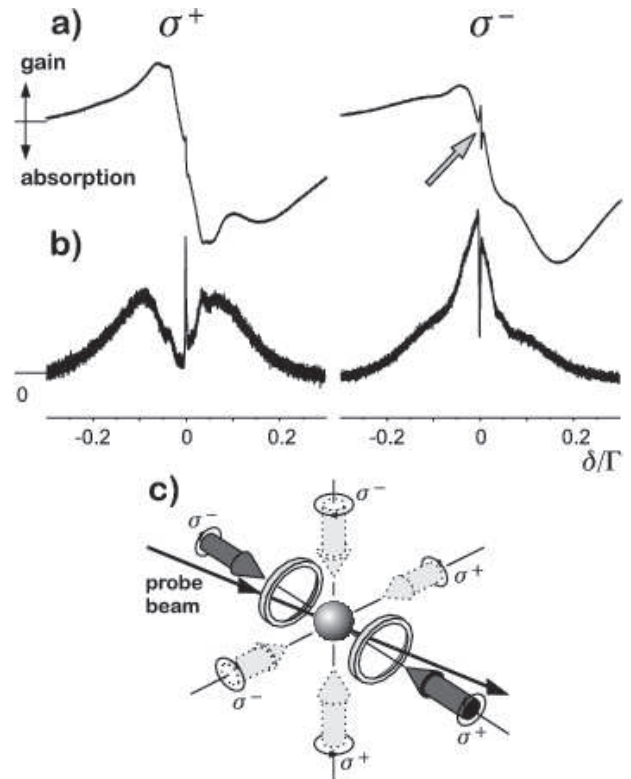 σ+ σ−
a)
gain
absorption
b)
0
-0.2 0 0.2 -0.2 0 0.2
δ/Γ
c)
σ−
σ−
probe
beam
σ+
σ−
σ+
σ+